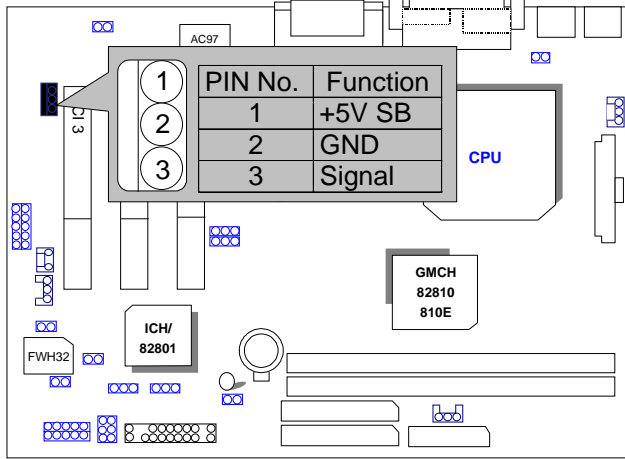 AC97
CI 3
1
2
3
PIN No. Function
1 +5V SB
2 GND
3 Signal
CPU
GMCH
82810
810E
ICH/
82801
FWH32